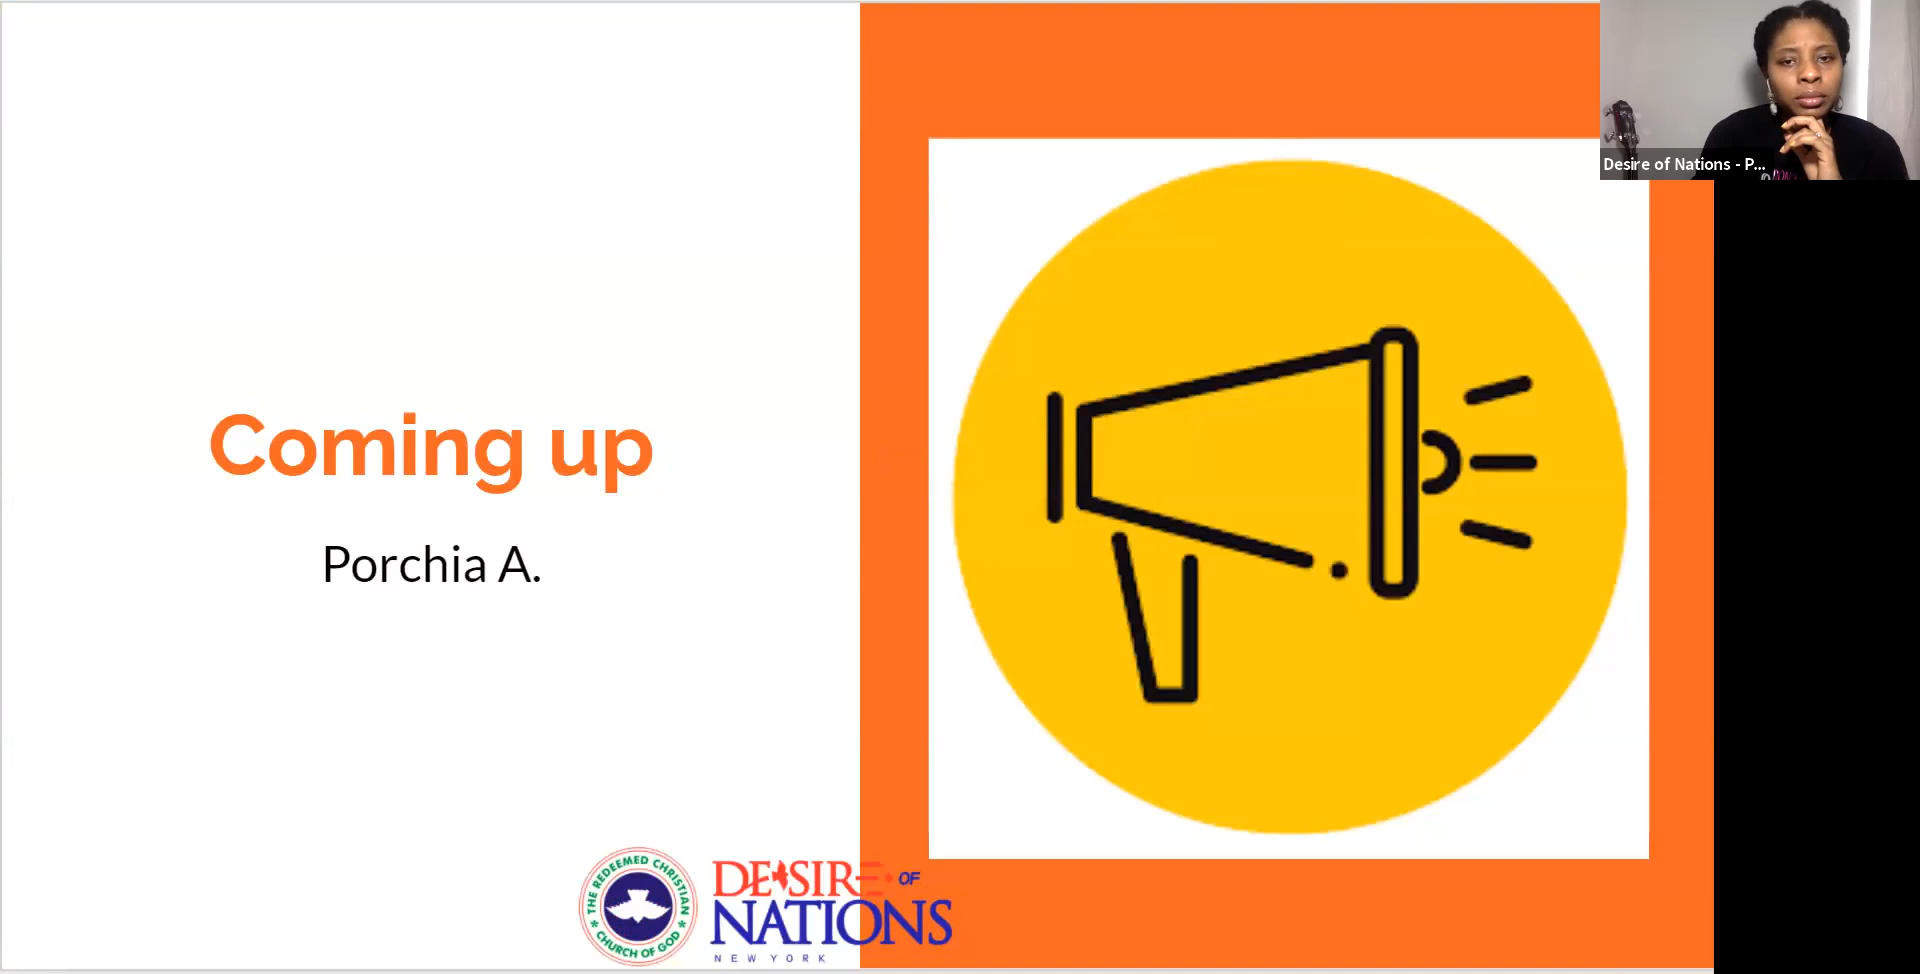 Coming up
Porchia A.
Desire of Nations - P...
THE REDEEMED CHRISTIAN
CHURCH OF GOD
DESIRE OF
NATIONS
NEW YORK